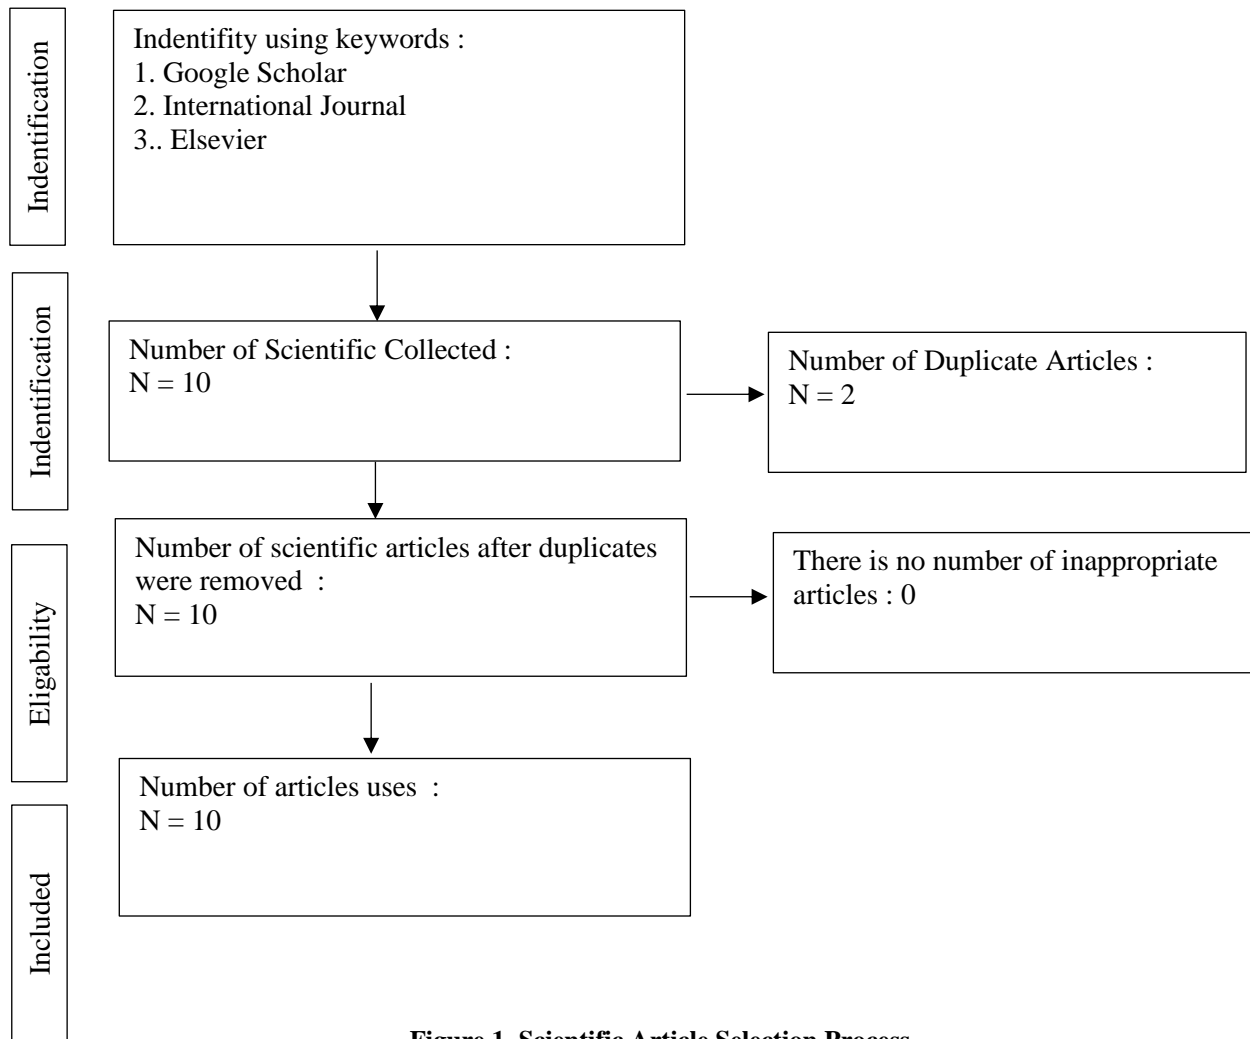 Indentification
Indentifity using keywords :
1. Google Scholar
2. International Journal
3.. Elsevier
Indentification
Number of Scientific Collected :
N = 10
Number of Duplicate Articles :
N = 2
Eligability
Number of scientific articles after duplicates
were removed :
N = 10
There is no number of inappropriate
articles : 0
Included
Number of articles uses :
N = 10
Figure 1. Scientific Article Selection Process